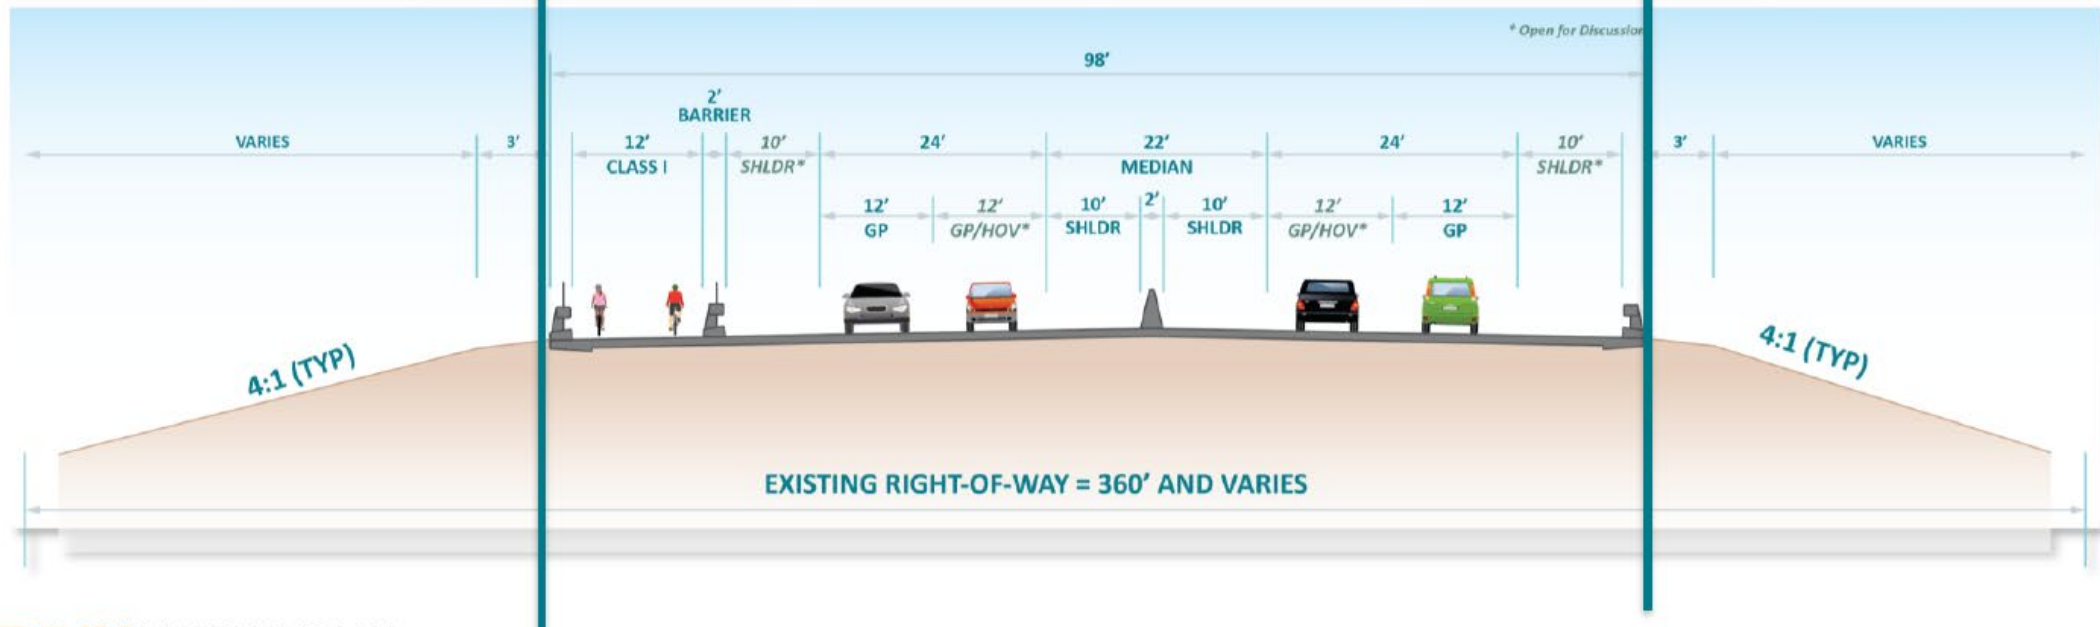 * Open for Discussion
98'
2'
BARRIER
VARIES
3'
12'
CLASS I
10'
SHLDR*
24'
22'
MEDIAN
24'
10'
SHLDR*
3'
VARIES
12'
GP
12'
GP/HOV*
10'
SHLDR
2'
10'
SHLDR
12'
GP/HOV*
12'
GP
4:1 (TYP)
4:1 (TYP)
EXISTING RIGHT-OF-WAY = 360' AND VARIES